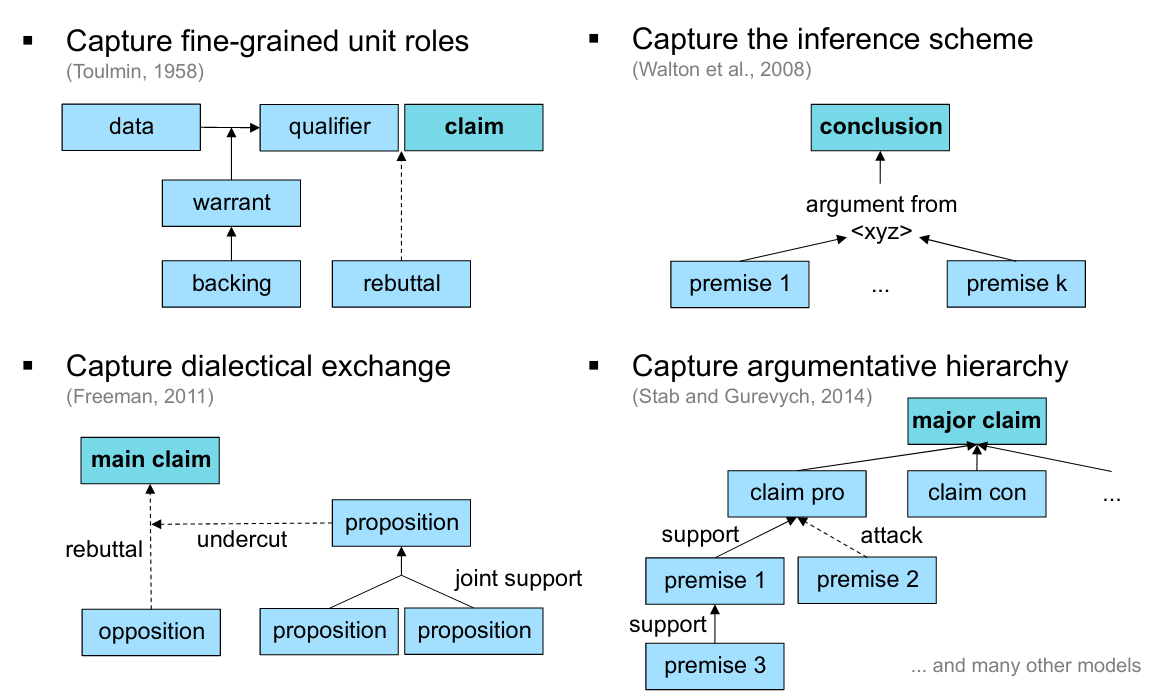 ▪ Capture fine-grained unit roles
(Toulmin, 1958)
data
qualifier
claim
warrant
backing
rebuttal
▪ Capture the inference scheme
(Walton et al., 2008)
conclusion
argument from
<xyz>
premise 1
...
premise k
▪ Capture dialectical exchange
(Freeman, 2011)
main claim
proposition
rebuttal
undercut
joint support
opposition
proposition
proposition
▪ Capture argumentative hierarchy
(Stab and Gurevych, 2014)
major claim
claim pro
claim con
...
support
attack
premise 1
premise 2
support
premise 3
... and many other models